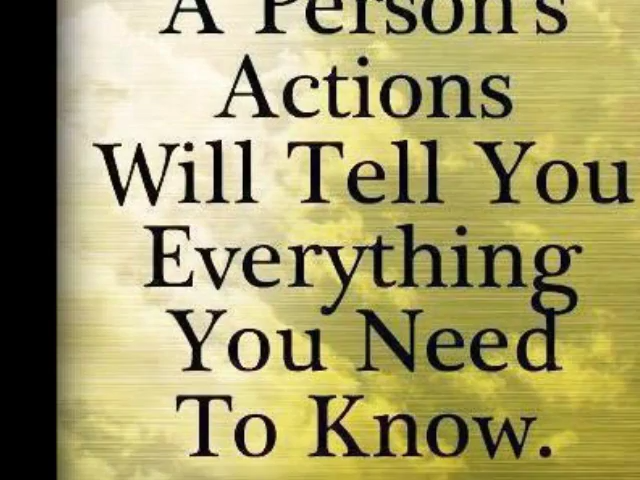 A Person's
Actions
Will Tell You
Everything
You Need
To Know.